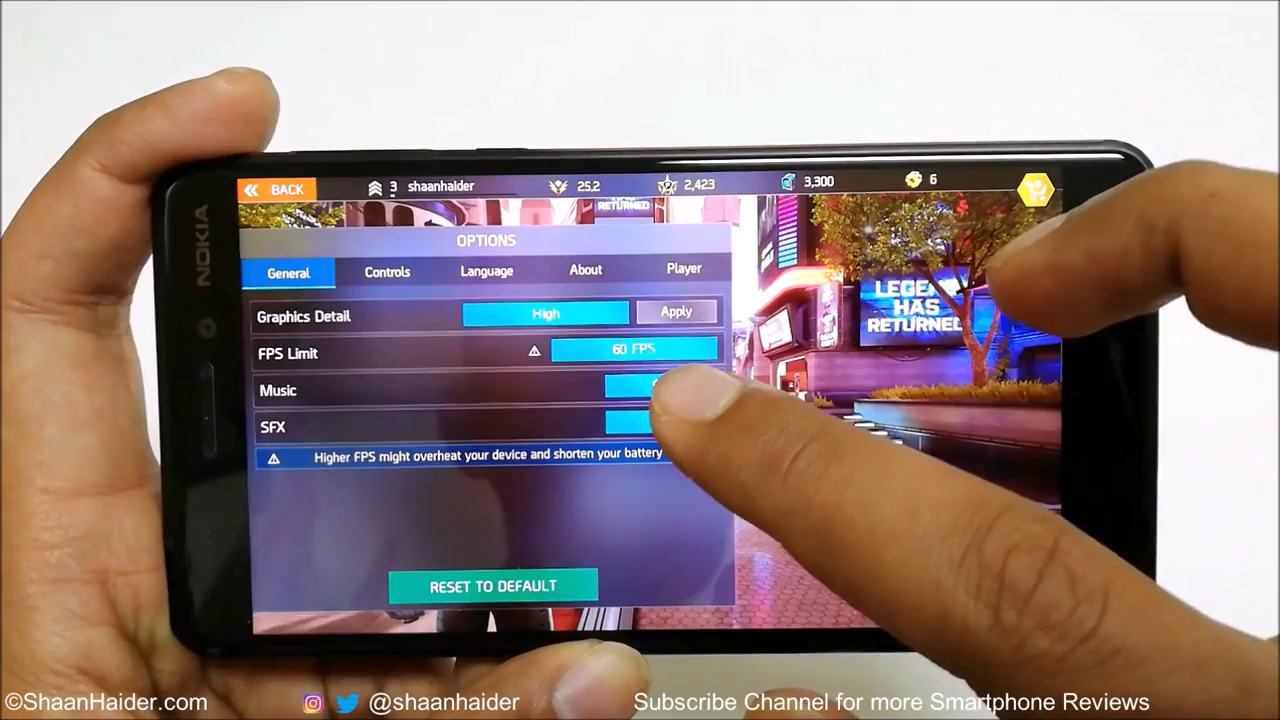 NOKIA
BACK
3 shaanhaider 25.2 2,423 3,300 6
RETURNED
OPTIONS
General Controls Language About Player
Graphics Detail High Apply
FPS Limit 60 FPS
Music
SFX
Higher FPS might overheat your device and shorten your battery
RESET TO DEFAULT
HAS
RETURNED
©ShaanHaider.com @shaanhaider Subscribe Channel for more Smartphone Reviews